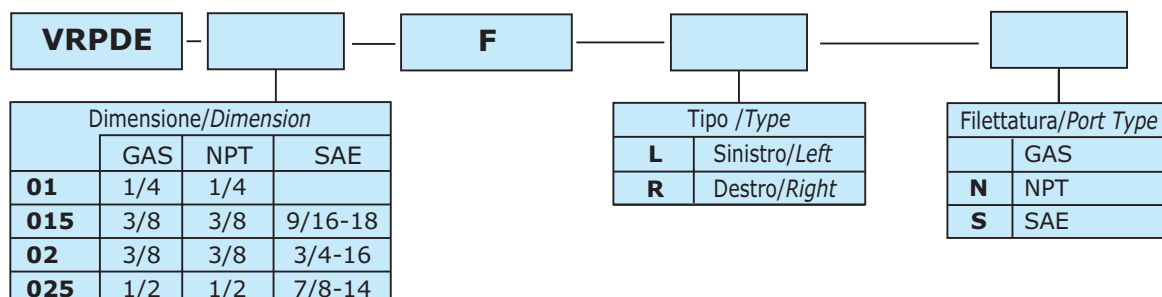 VRPDE – — F — —
Dimensione/Dimension
GAS NPT SAE
01 1/4 1/4
015 3/8 3/8 9/16-18
02 3/8 3/8 3/4-16
025 1/2 1/2 7/8-14
Tipo /Type
L Sinistro/Left
R Destro/Right
Filettatura/Port Type
GAS
N NPT
S SAE